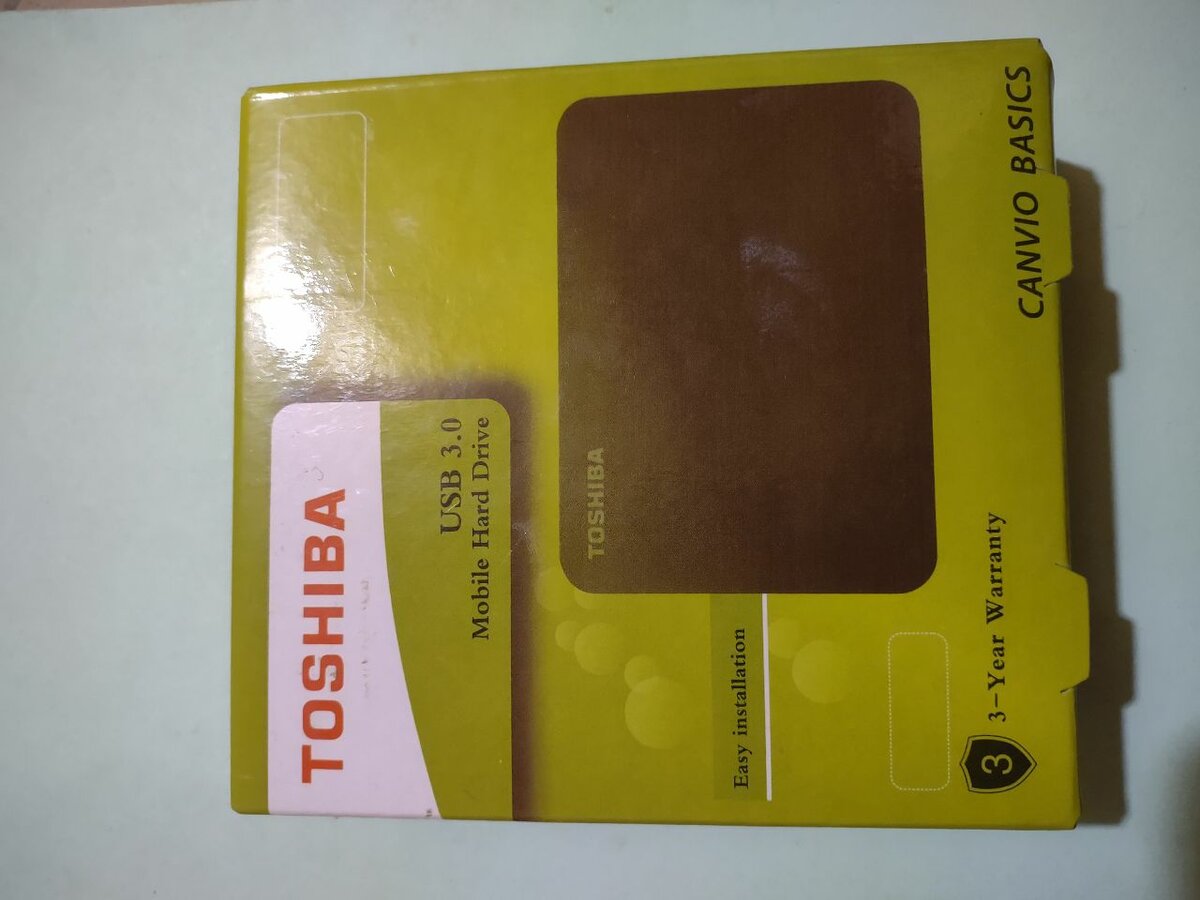 TOSHIBA
USB 3.0
Mobile Hard Drive
TOSHIBA
Easy installation
3
3-Year Warranty
CANVIO BASICS